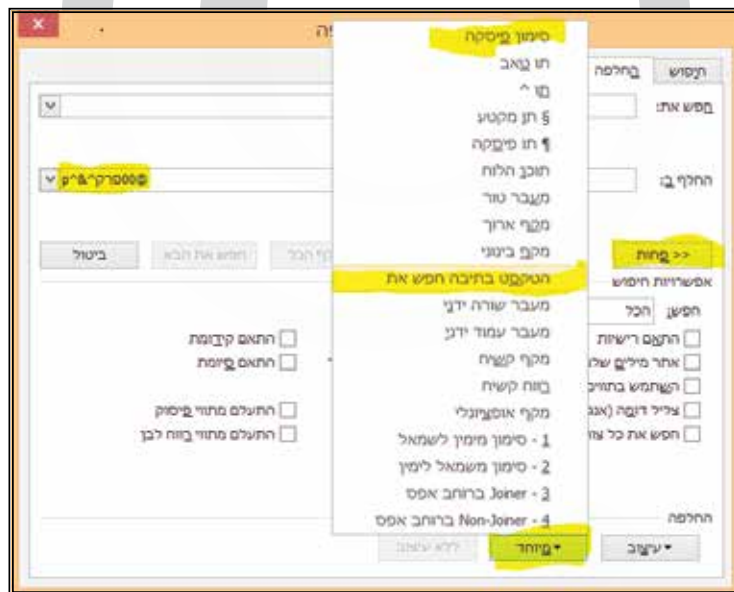 חיפוש החלפה
חפש את:
החלף ב:
@00פרק^&^p
<< פחות
חפש את הבא
ביטול
אפשרויות חיפוש
חפש: הכל
התאם רישיות
התאם קידומת
התאם סיומת
התעלם מתווי פיסוק
התעלם מתווי רווח לבן
החלפה
עיצוב
מיוחד
ללא עיצוב
סימון פיסקה
תו טאב
תו ^
§ תו מקטע
¶ תו פיסקה
תוכן הלוח
מעבר טור
מקף ארוך
מקף בינוני
הטקסט בתיבה חפש את
מעבר שורה ידני
מעבר עמוד ידני
מקף קשיח
רווח קשיח
מקף אופציונלי
1 - סימון מימין לשמאל
2 - סימון משמאל לימין
3 - Joiner ברוחב אפס
4 - Non-Joiner ברוחב אפס